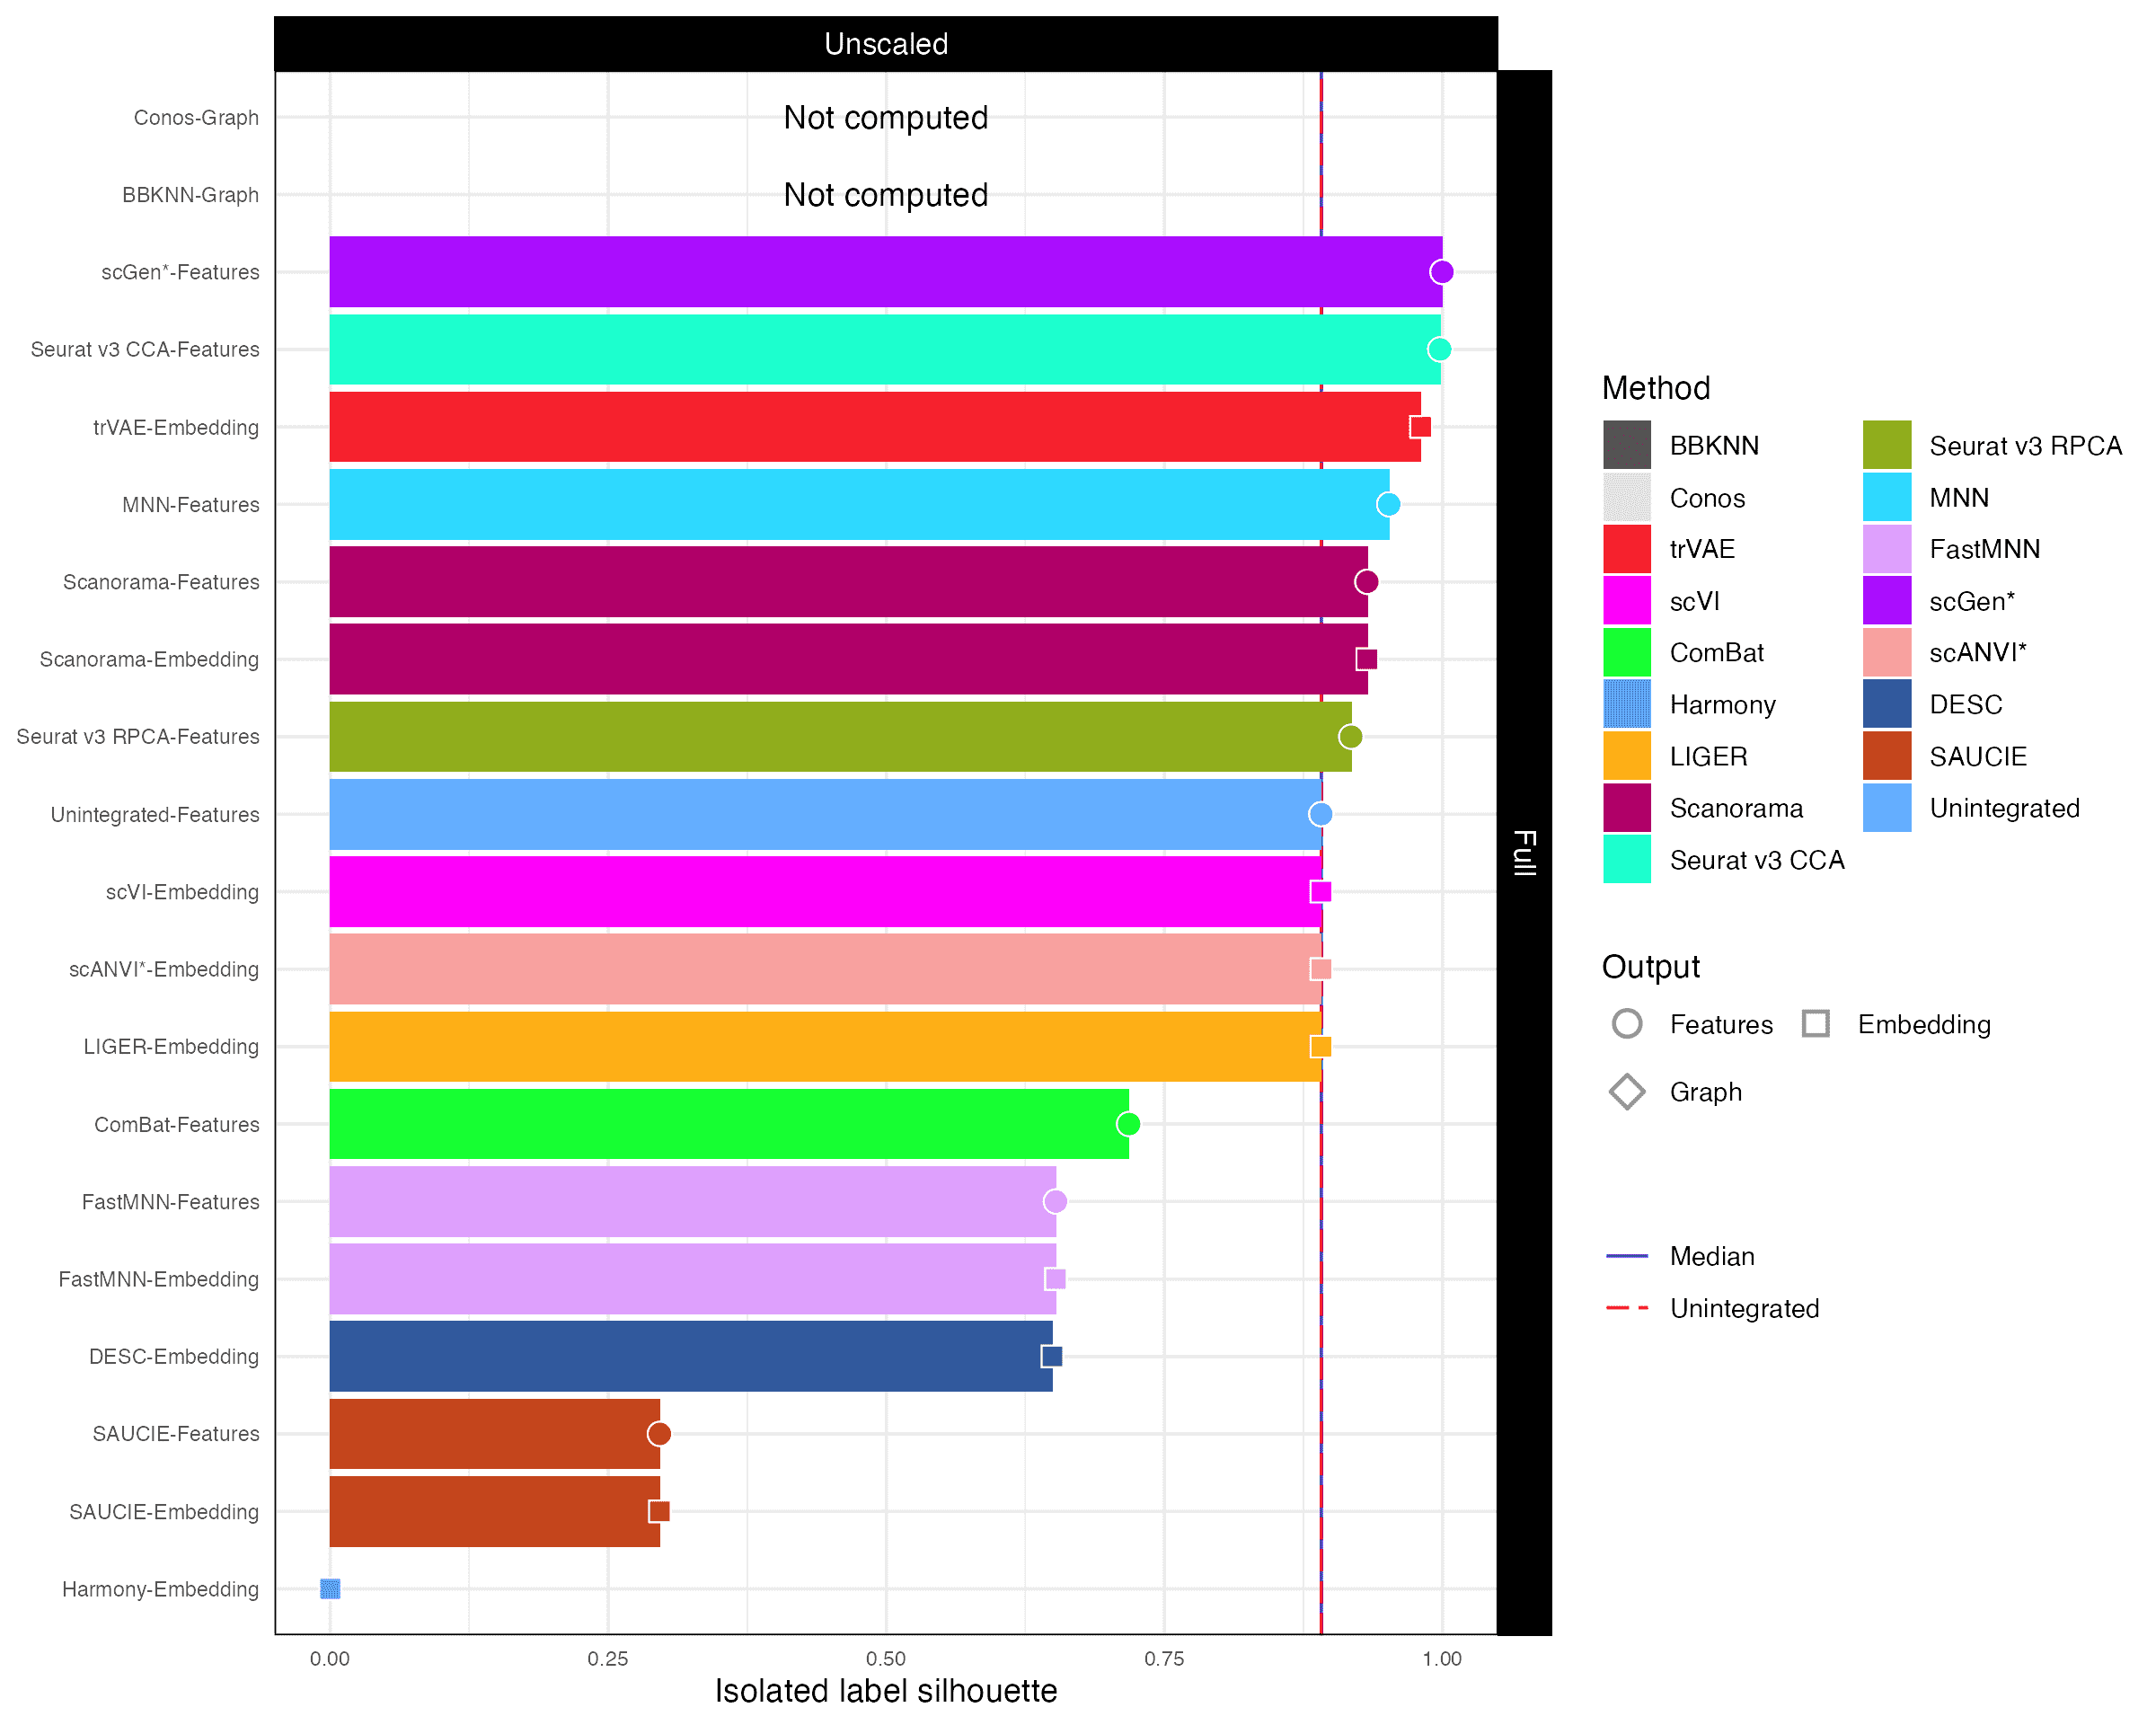 Unscaled
Conos-Graph
Not computed
BBKNN-Graph
Not computed
scGen*-Features
Seurat v3 CCA-Features
trVAE-Embedding
MNN-Features
Scanorama-Features
Scanorama-Embedding
Seurat v3 RPCA-Features
Unintegrated-Features
scVI-Embedding
scANVI*-Embedding
LIGER-Embedding
ComBat-Features
FastMNN-Features
FastMNN-Embedding
DESC-Embedding
SAUCIE-Features
SAUCIE-Embedding
Harmony-Embedding
0.00 0.25 0.50 0.75 1.00
Isolated label silhouette
Full
Method
BBKNN
Conos
trVAE
scVI
ComBat
Harmony
LIGER
Scanorama
Seurat v3 CCA
Seurat v3 RPCA
MNN
FastMNN
scGen*
scANVI*
DESC
SAUCIE
Unintegrated
Output
Features Embedding
Graph
Median
Unintegrated